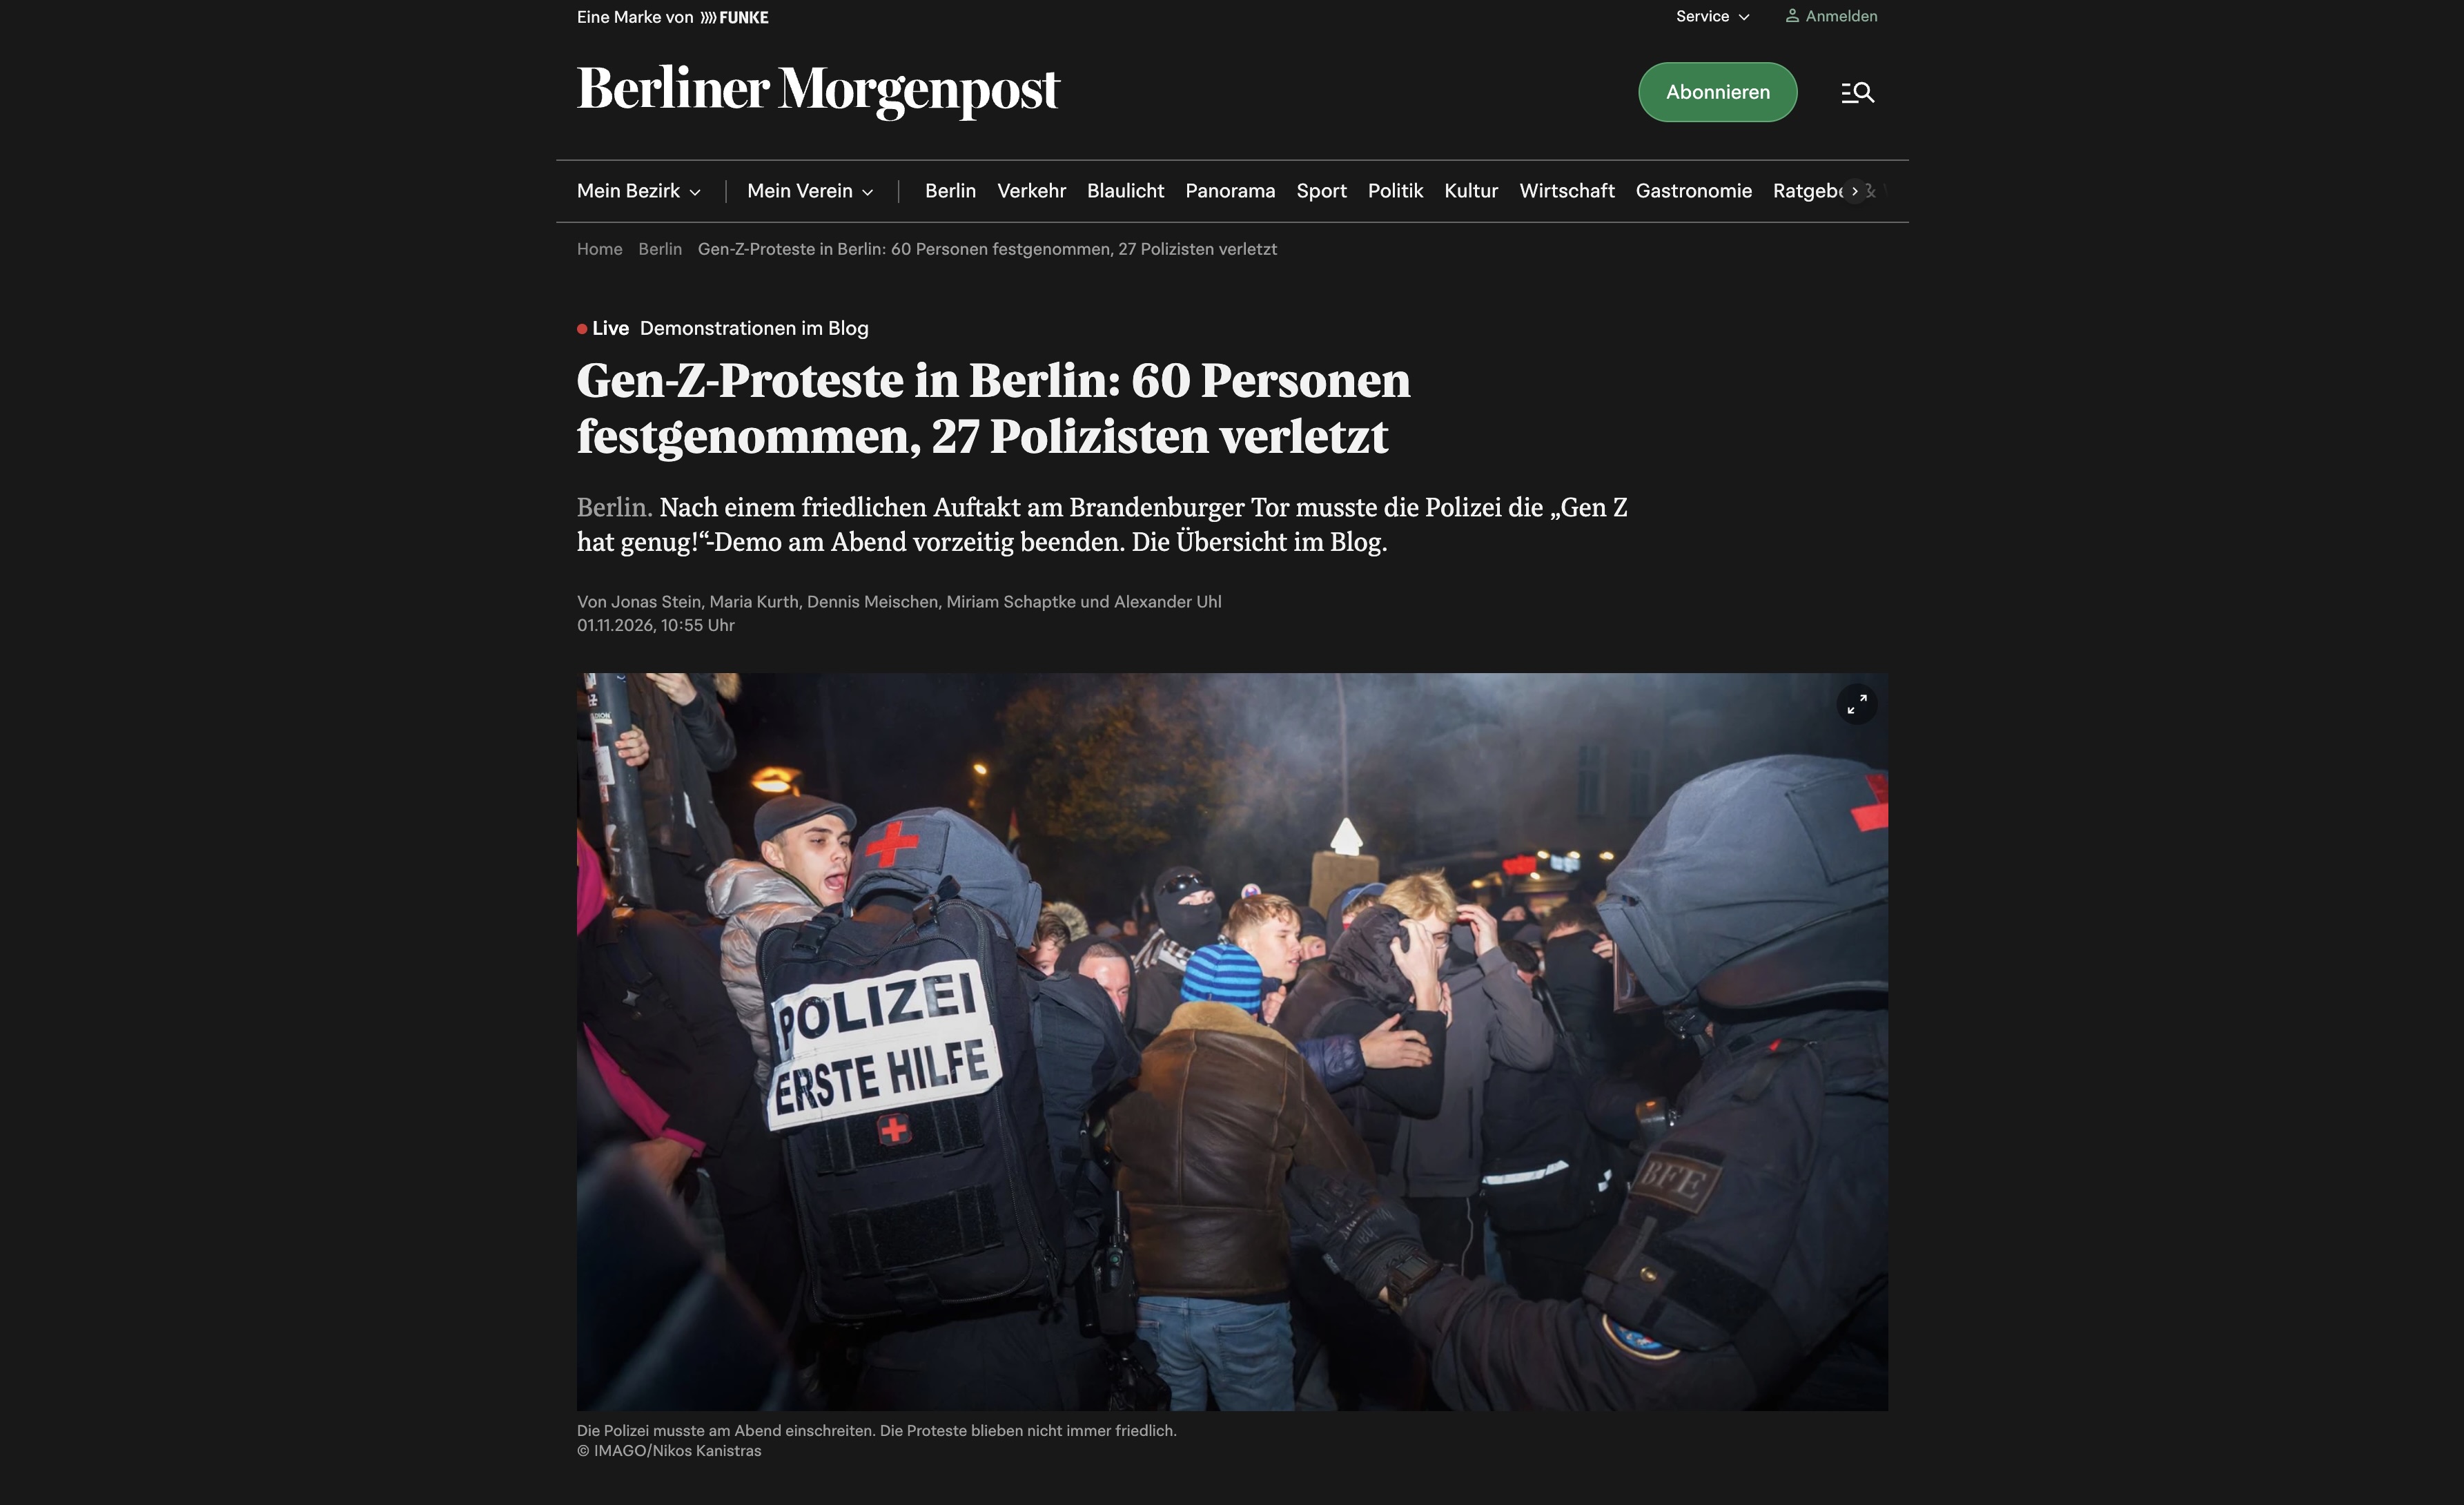 Eine Marke von FUNKE
Service
Anmelden
Berliner Morgenpost
Abonnieren
Mein Bezirk
Mein Verein
Berlin
Verkehr
Blaulicht
Panorama
Sport
Politik
Kultur
Wirtschaft
Gastronomie
Home Berlin Gen-Z-Proteste in Berlin: 60 Personen festgenommen, 27 Polizisten verletzt
Live Demonstrationen im Blog
Gen-Z-Proteste in Berlin: 60 Personen
festgenommen, 27 Polizisten verletzt
Berlin. Nach einem friedlichen Auftakt am Brandenburger Tor musste die Polizei die „Gen Z
hat genug!“-Demo am Abend vorzeitig beenden. Die Übersicht im Blog.
Von Jonas Stein, Maria Kurth, Dennis Meischen, Miriam Schaptke und Alexander Uhl
01.11.2026, 10:55 Uhr
POLIZEI
ERSTE HILFE
BFE
Die Polizei musste am Abend einschreiten. Die Proteste blieben nicht immer friedlich.
© IMAGO/Nikos Kanistras